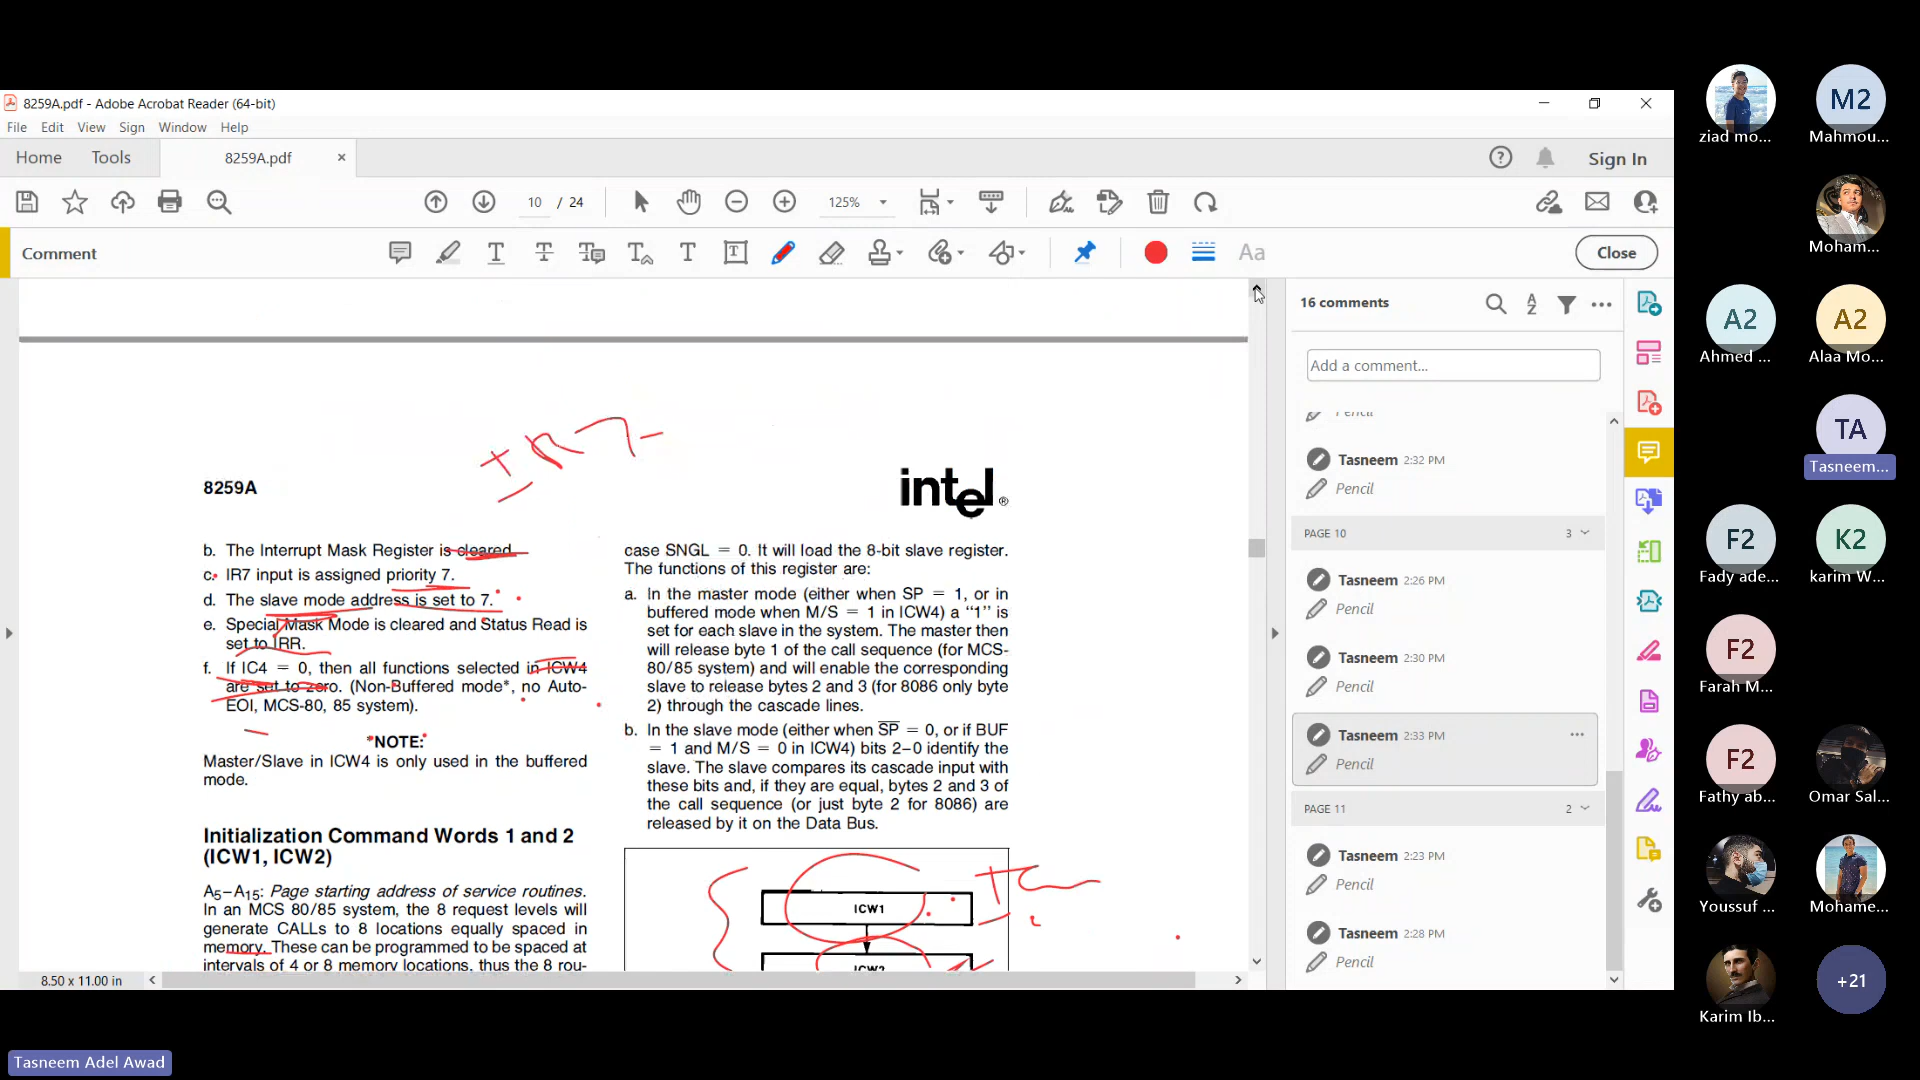 8259A.pdf - Adobe Acrobat Reader (64-bit)
File Edit View Sign Window Help
Home Tools 8259A.pdf Sign In
10 / 24 125%
Comment Close
16 comments
Add a comment...
Pencil
Tasneem 2:32 PM
Pencil
PAGE 10 3
Tasneem 2:26 PM
Pencil
Tasneem 2:30 PM
Pencil
Tasneem 2:33 PM
Pencil
PAGE 11 2
Tasneem 2:23 PM
Pencil
Tasneem 2:28 PM
Pencil
IR7
8259A
intel®
b. The Interrupt Mask Register is cleared.
c. IR7 input is assigned priority 7.
d. The slave mode address is set to 7.
e. Special Mask Mode is cleared and Status Read is
set to IRR.
f. If IC4 = 0, then all functions selected in ICW4
are set to zero. (Non-Buffered mode*, no Auto-
EOI, MCS-80, 85 system).
*NOTE:
Master/Slave in ICW4 is only used in the buffered
mode.
Initialization Command Words 1 and 2
(ICW1, ICW2)
A5–A15: Page starting address of service routines.
In an MCS 80/85 system, the 8 request levels will
generate CALLs to 8 locations equally spaced in
memory. These can be programmed to be spaced at
intervals of 4 or 8 memory locations, thus the 8 rou-
case SNGL = 0. It will load the 8-bit slave register.
The functions of this register are:
a. In the master mode (either when SP = 1, or in
buffered mode when M/S = 1 in ICW4) a “1” is
set for each slave in the system. The master then
will release byte 1 of the call sequence (for MCS-
80/85 system) and will enable the corresponding
slave to release bytes 2 and 3 (for 8086 only byte
2) through the cascade lines.
b. In the slave mode (either when SP = 0, or if BUF
= 1 and M/S = 0 in ICW4) bits 2–0 identify the
slave. The slave compares its cascade input with
these bits and, if they are equal, bytes 2 and 3 of
the call sequence (or just byte 2 for 8086) are
released by it on the Data Bus.
ICW1
ICW2
8.50 x 11.00 in
ziad mo...
M2
Mahmou...
Moham...
A2
Ahmed ...
A2
Alaa Mo...
TA
Tasneem...
F2
Fady ade...
K2
karim W...
F2
Farah M...
F2
Fathy ab...
Omar Sal...
Youssuf ...
Mohame...
Karim Ib...
+21
Tasneem Adel Awad